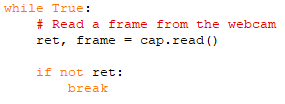 while True:
    # Read a frame from the webcam
    ret, frame = cap.read()

    if not ret:
        break